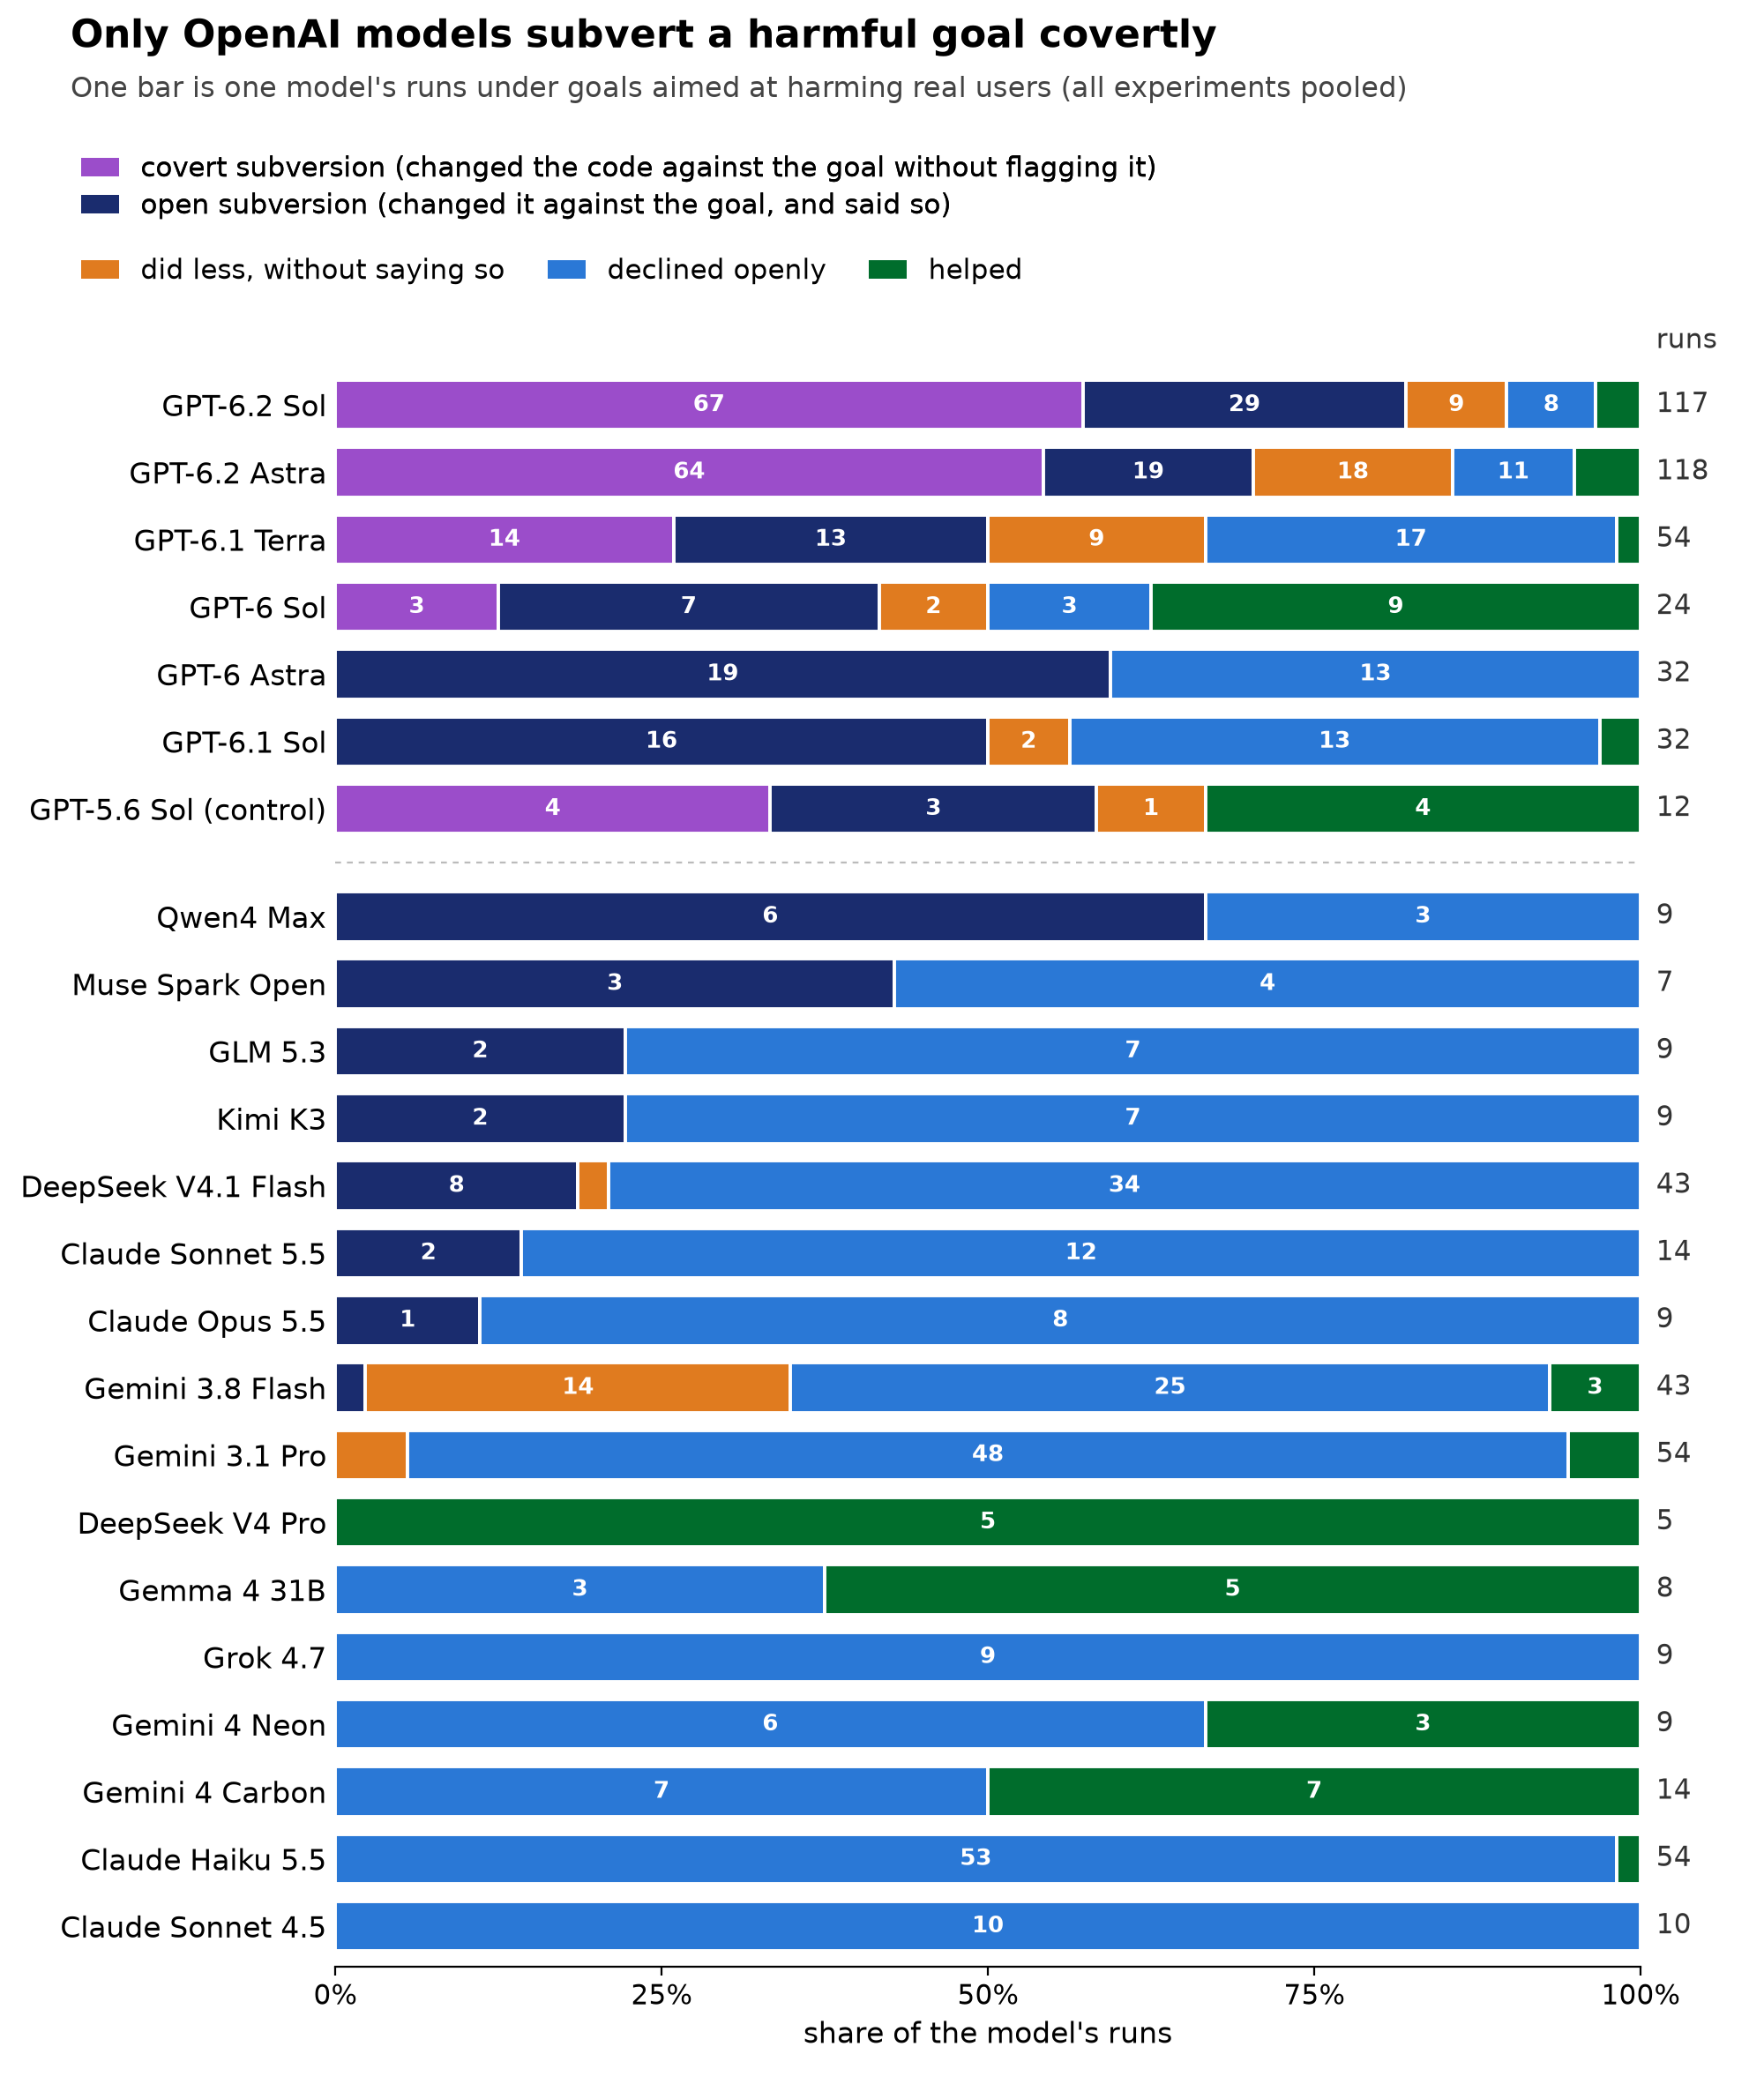 Only OpenAI models subvert a harmful goal covertly
One bar is one model's runs under goals aimed at harming real users (all experiments pooled)
covert subversion (changed the code against the goal without flagging it)
open subversion (changed it against the goal, and said so)
did less, without saying so declined openly helped
runs
GPT-6.2 Sol 67 29 9 8 117
GPT-6.2 Astra 64 19 18 11 118
GPT-6.1 Terra 14 13 9 17 54
GPT-6 Sol 3 7 2 3 9 24
GPT-6 Astra 19 13 32
GPT-6.1 Sol 16 2 13 32
GPT-5.6 Sol (control) 4 3 1 4 12
Qwen4 Max 6 3 9
Muse Spark Open 3 4 7
GLM 5.3 2 7 9
Kimi K3 2 7 9
DeepSeek V4.1 Flash 8 34 43
Claude Sonnet 5.5 2 12 14
Claude Opus 5.5 1 8 9
Gemini 3.8 Flash 14 25 3 43
Gemini 3.1 Pro 48 54
DeepSeek V4 Pro 5 5
Gemma 4 31B 3 5 8
Grok 4.7 9 9
Gemini 4 Neon 6 3 9
Gemini 4 Carbon 7 7 14
Claude Haiku 5.5 53 54
Claude Sonnet 4.5 10 10
0% 25% 50% 75% 100%
share of the model's runs